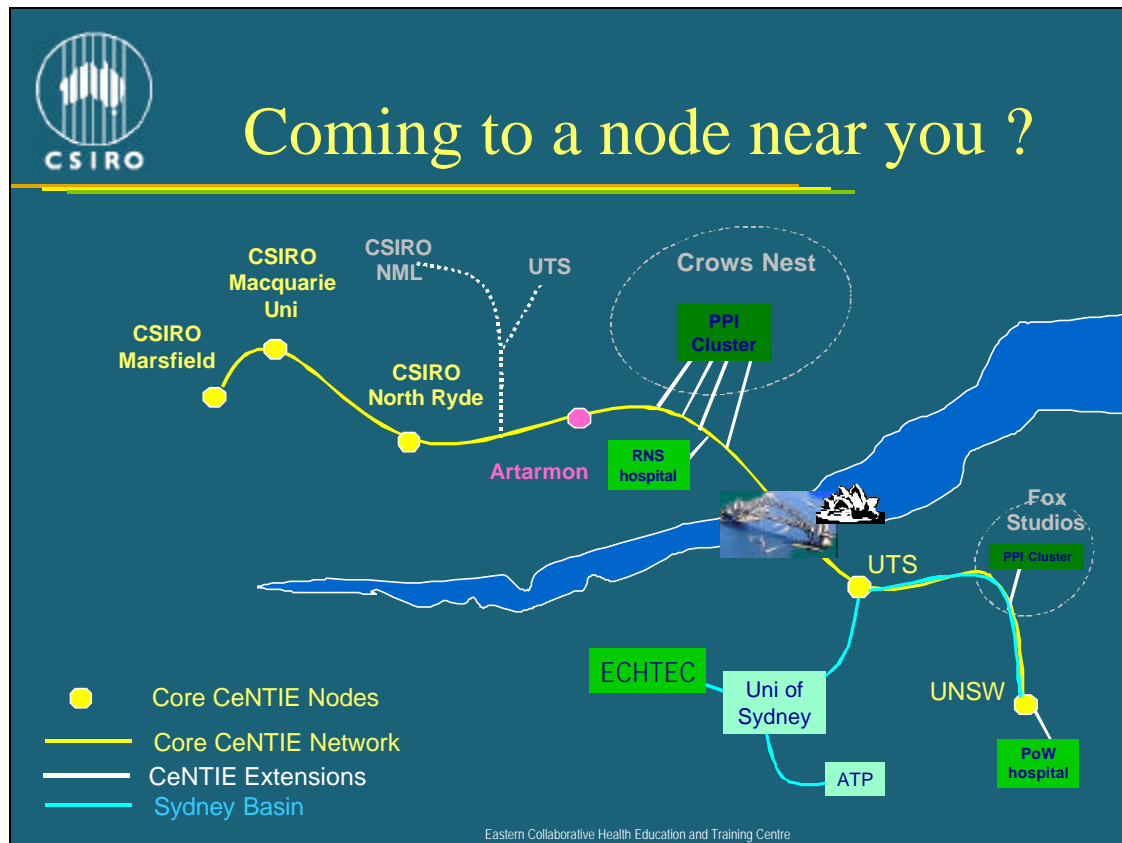 CSIRO
Coming to a node near you ?
CSIRO
Macquarie
Uni
CSIRO
NML
UTS
Crows Nest
CSIRO
Marsfield
PPI
Cluster
CSIRO
North Ryde
Artarmon
RNS
hospital
Fox
Studios
PPI Cluster
UTS
ECHTEC
Uni of
Sydney
UNSW
PoW
hospital
ATP
Core CeNTIE Nodes
Core CeNTIE Network
CeNTIE Extensions
Sydney Basin
Eastern Collaborative Health Education and Training Centre